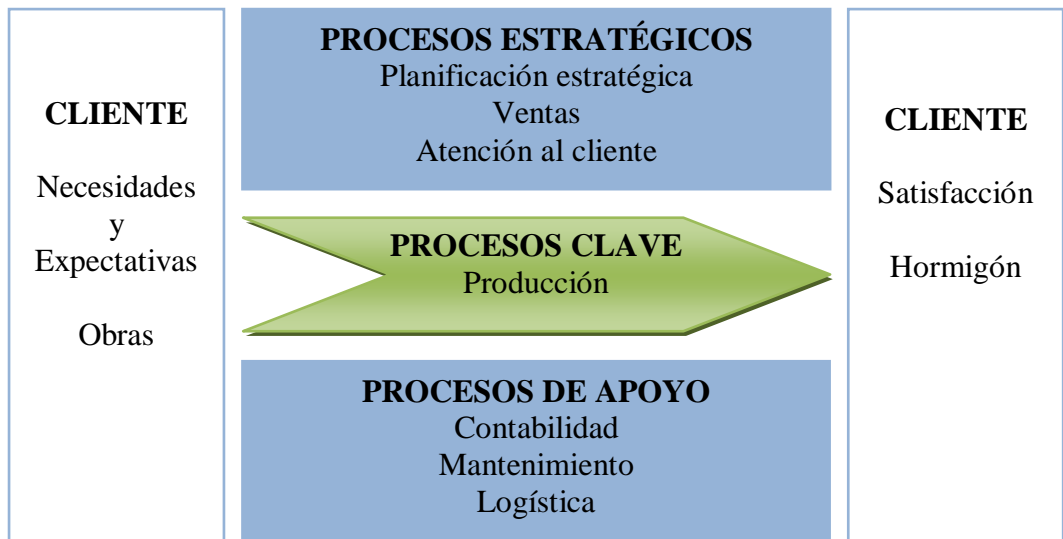 CLIENTE
Necesidades
y
Expectativas
Obras
PROCESOS ESTRATÉGICOS
Planificación estratégica
Ventas
Atención al cliente
PROCESOS CLAVE
Producción
PROCESOS DE APOYO
Contabilidad
Mantenimiento
Logística
CLIENTE
Satisfacción
Hormigón